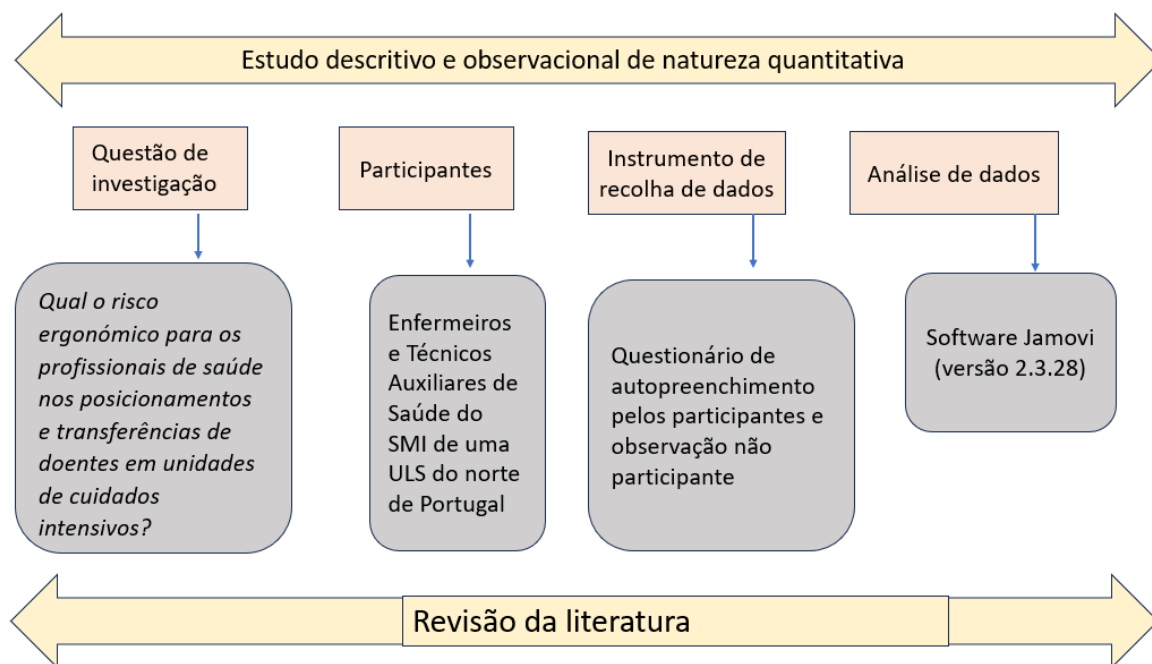 Estudo descritivo e observacional de natureza quantitativa
Questão de
investigação
Participantes
Instrumento de
recolha de dados
Análise de dados
Qual o risco
ergonómico para os
profissionais de saúde
nos posicionamentos
e transferências de
doentes em unidades
de cuidados
intensivos?
Enfermeiros
e Técnicos
Auxiliares de
Saúde do
SMI de uma
ULS do norte
de Portugal
Questionário de
autopreenchimento
pelos participantes e
observação não
participante
Software Jamovi
(versão 2.3.28)
Revisão da literatura